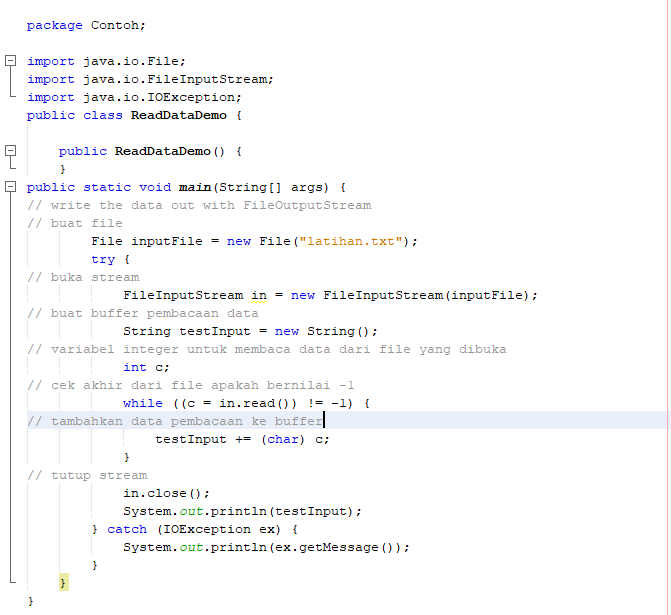 package Contoh;
import java.io.File;
import java.io.FileInputStream;
import java.io.IOException;
public class ReadDataDemo {
public ReadDataDemo() {
}
public static void main(String[] args) {
// write the data out with FileOutputStream
// buat file
File inputFile = new File("latihan.txt");
try {
// buka stream
FileInputStream in = new FileInputStream(inputFile);
// buat buffer pembacaan data
String testInput = new String();
// variabel integer untuk membaca data dari file yang dibuka
int c;
// cek akhir dari file apakah bernilai -1
while ((c = in.read()) != -1) {
// tambahkan data pembacaan ke buffer
testInput += (char) c;
}
// tutup stream
in.close();
System.out.println(testInput);
} catch (IOException ex) {
System.out.println(ex.getMessage());
}
}
}